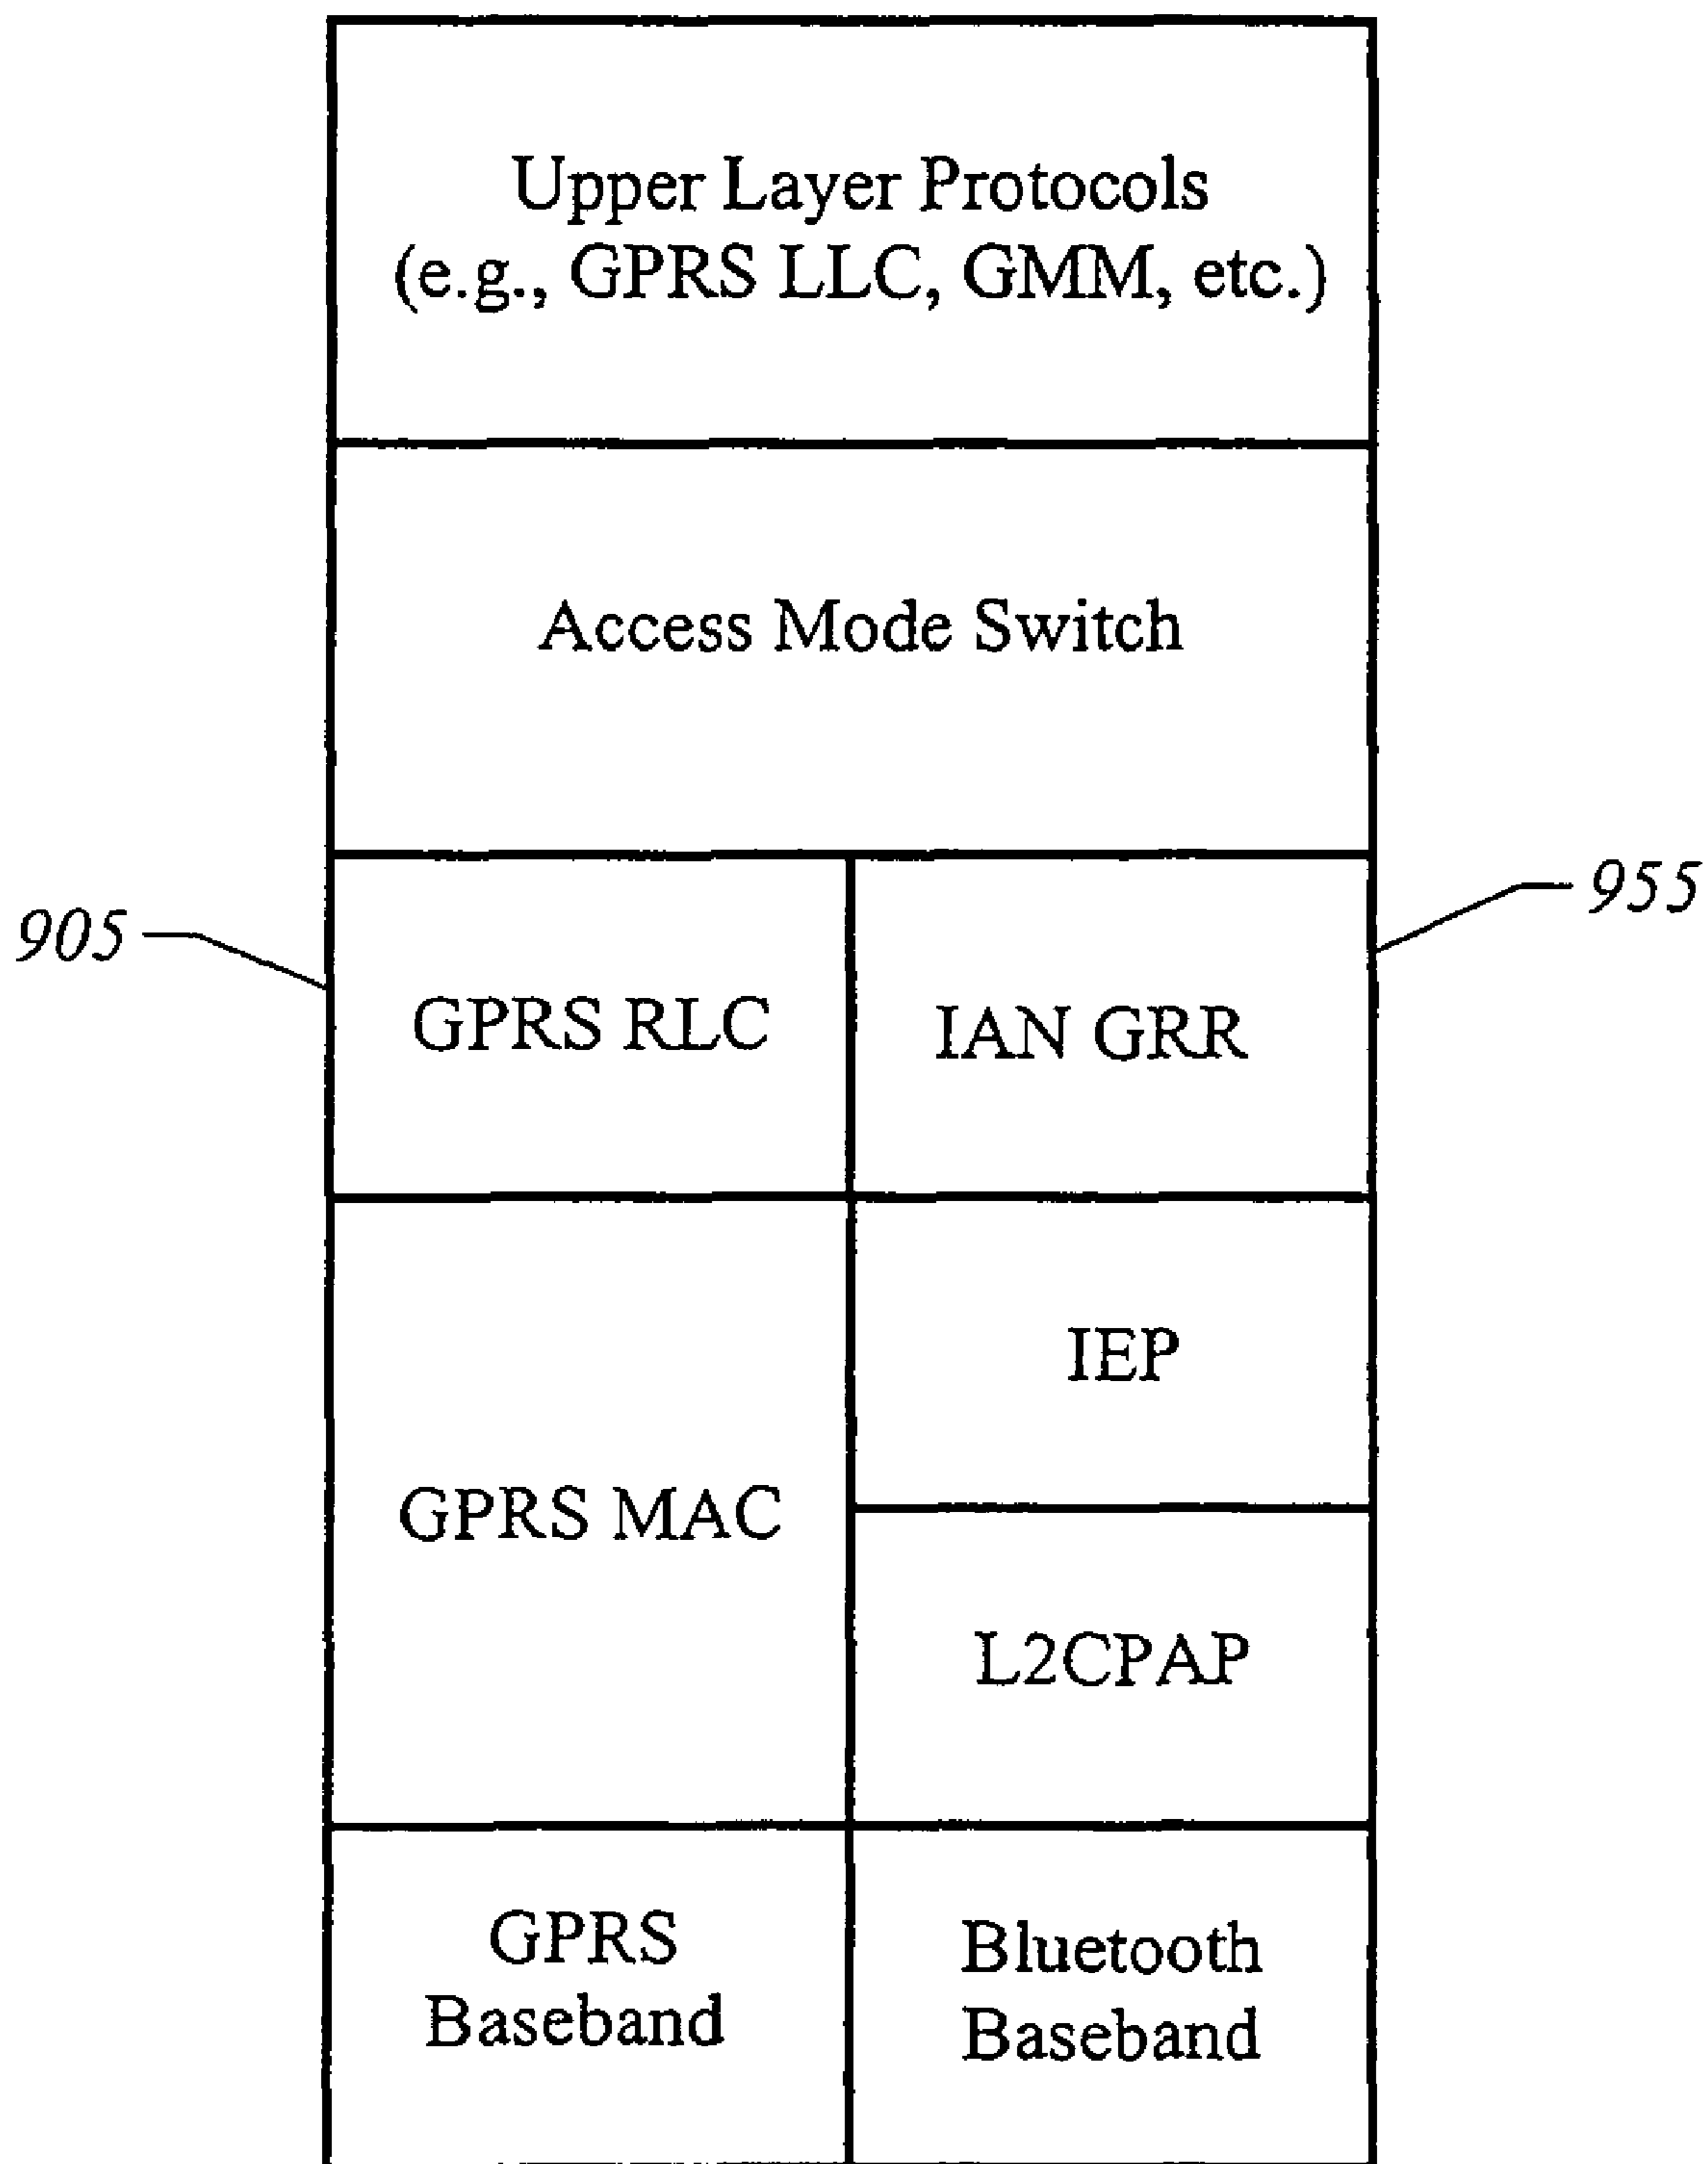 Upper Layer Protocols
(e.g., GPRS LLC, GMM, etc.)
Access Mode Switch
905
955
GPRS RLC
IAN GRR
GPRS MAC
IEP
L2CPAP
GPRS
Baseband
Bluetooth
Baseband